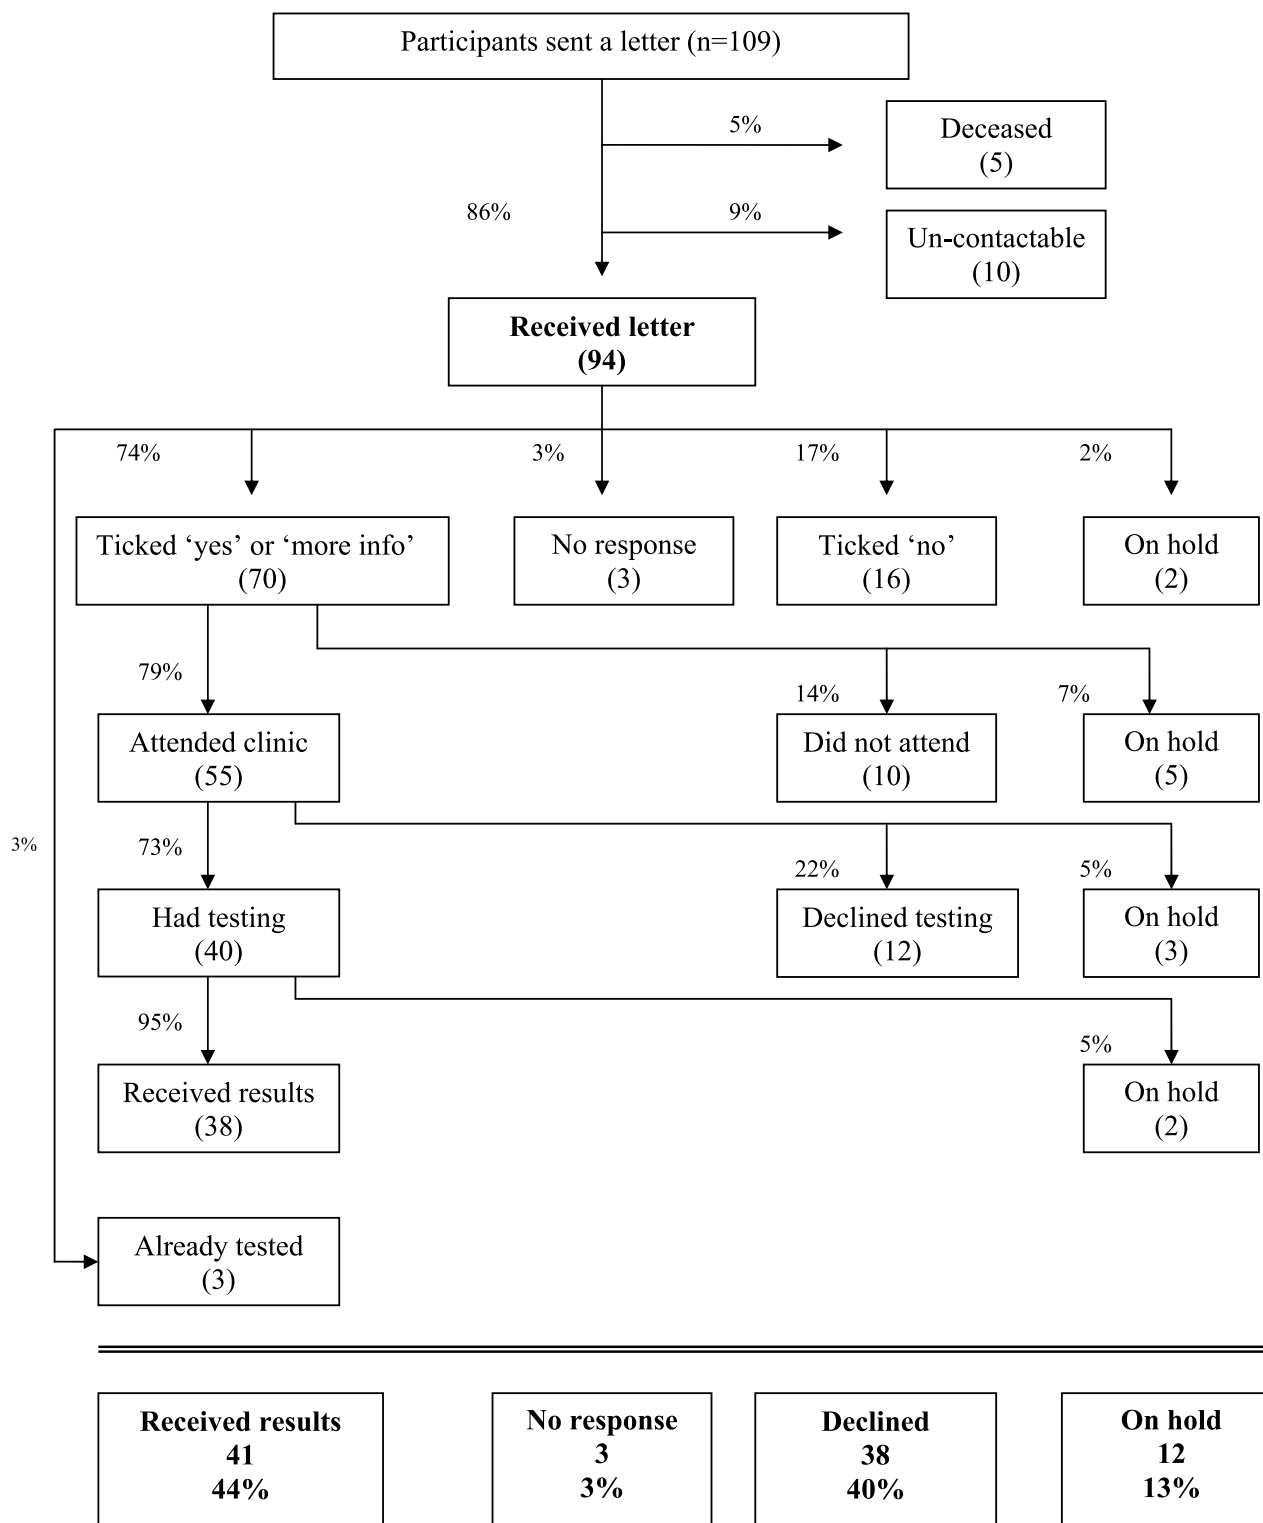 Participants sent a letter (n=109)
5%
Deceased
(5)
86%
9%
Un-contactable
(10)
Received letter
(94)
74%
3%
17%
2%
Ticked ‘yes’ or ‘more info’
(70)
No response
(3)
Ticked ‘no’
(16)
On hold
(2)
79%
14%
7%
Attended clinic
(55)
Did not attend
(10)
On hold
(5)
3%
73%
22%
5%
Had testing
(40)
Declined testing
(12)
On hold
(3)
95%
5%
Received results
(38)
On hold
(2)
Already tested
(3)
Received results
41
44%
No response
3
3%
Declined
38
40%
On hold
12
13%